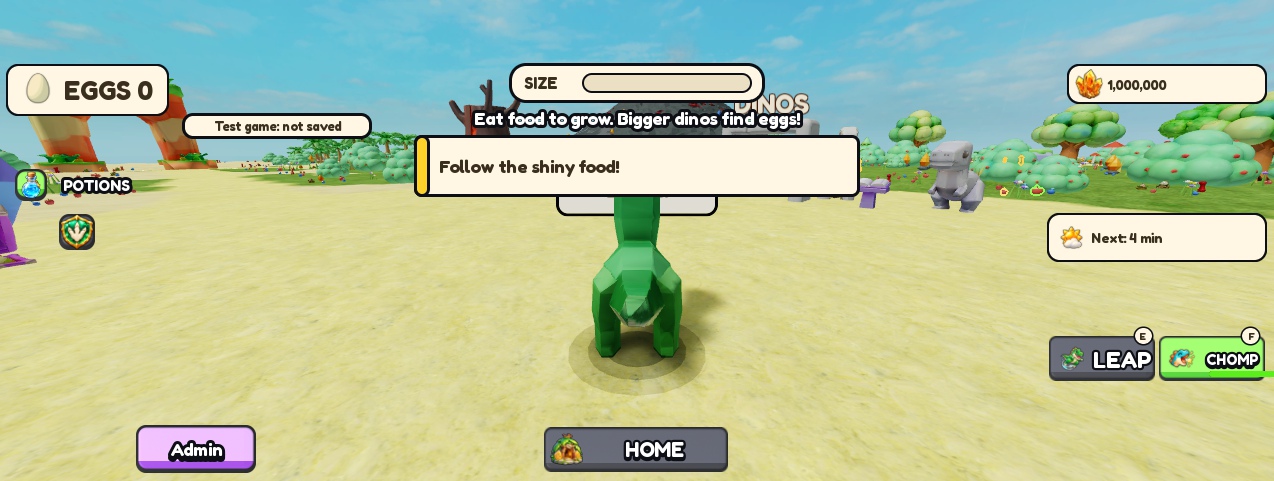 EGGS 0
SIZE
1,000,000
DINOS
Eat food to grow. Bigger dinos find eggs!
Test game: not saved
Follow the shiny food!
POTIONS
Next: 4 min
E
F
LEAP
CHOMP
Admin
HOME